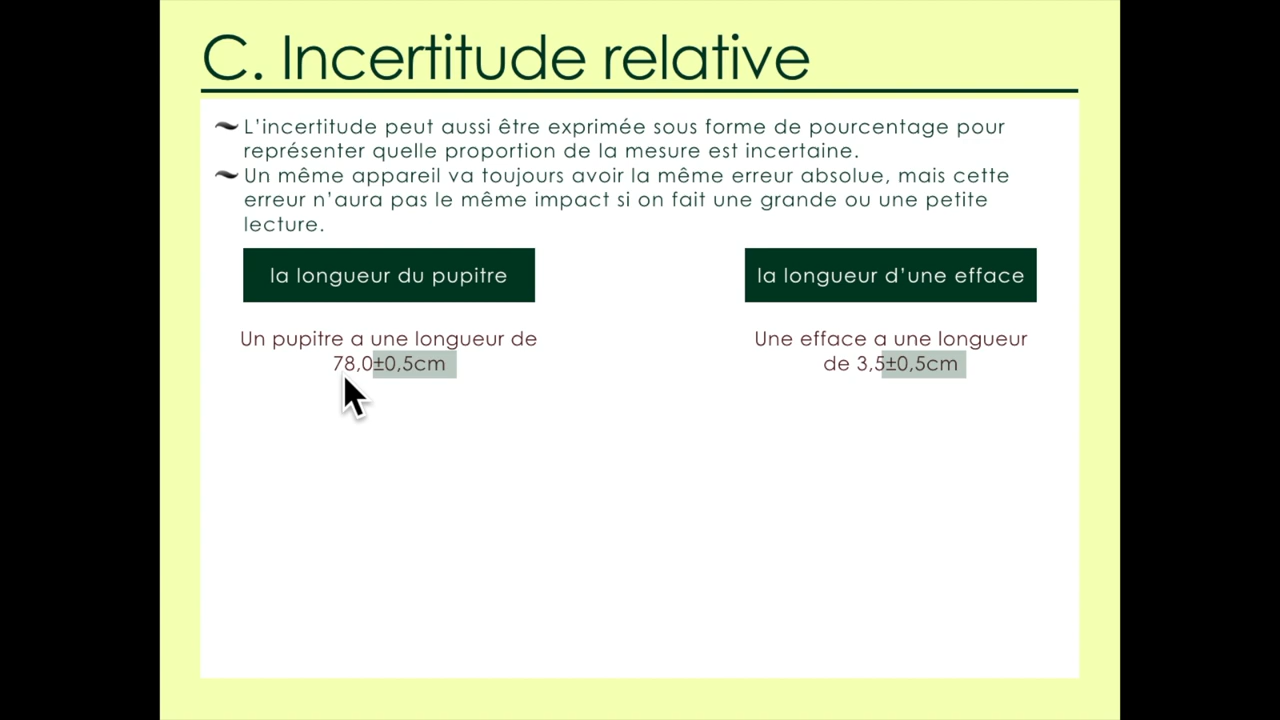 C. Incertitude relative
L’incertitude peut aussi être exprimée sous forme de pourcentage pour
représenter quelle proportion de la mesure est incertaine.
Un même appareil va toujours avoir la même erreur absolue, mais cette
erreur n’aura pas le même impact si on fait une grande ou une petite
lecture.
la longueur du pupitre
Un pupitre a une longueur de
78,0±0,5cm
la longueur d’une efface
Une efface a une longueur
de 3,5±0,5cm